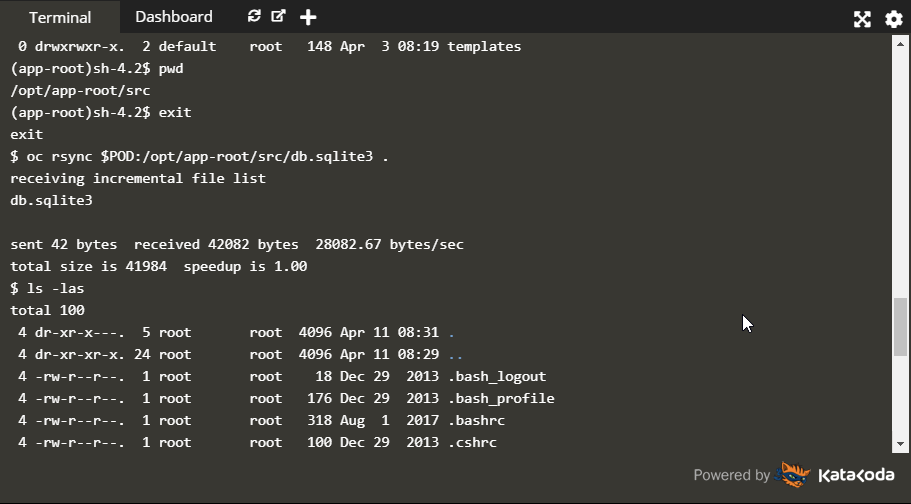 Terminal Dashboard
0 drwxrwxr-x. 2 default root 148 Apr 3 08:19 templates
(app-root)sh-4.2$ pwd
/opt/app-root/src
(app-root)sh-4.2$ exit
exit
$ oc rsync $POD:/opt/app-root/src/db.sqlite3 .
receiving incremental file list
db.sqlite3
sent 42 bytes  received 42082 bytes  28082.67 bytes/sec
total size is 41984  speedup is 1.00
$ ls -las
total 100
4 dr-xr-x---. 5 root root 4096 Apr 11 08:31 .
4 dr-xr-xr-x. 24 root root 4096 Apr 11 08:29 ..
4 -rw-r--r--. 1 root root 18 Dec 29 2013 .bash_logout
4 -rw-r--r--. 1 root root 176 Dec 29 2013 .bash_profile
4 -rw-r--r--. 1 root root 318 Aug 1 2017 .bashrc
4 -rw-r--r--. 1 root root 100 Dec 29 2013 .cshrc
Powered by Katacoda